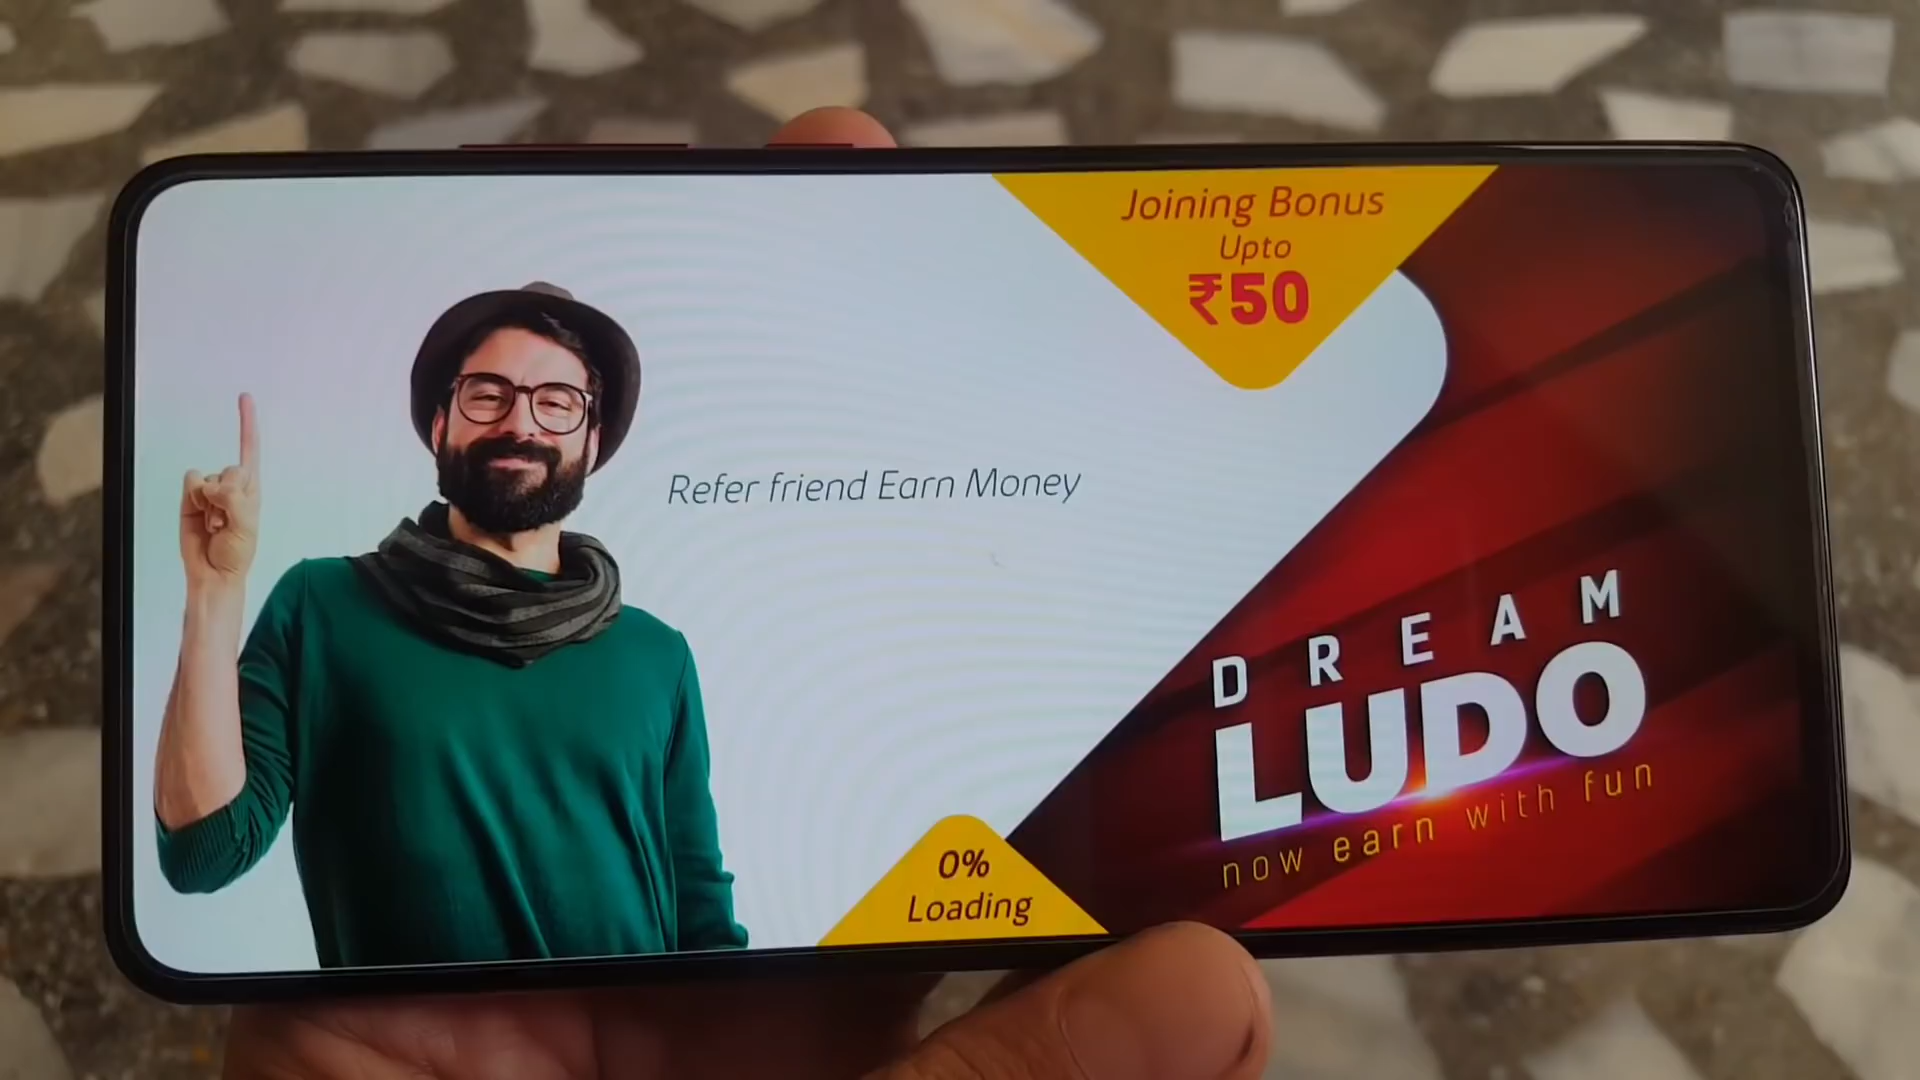 Joining Bonus
Upto
₹50
Refer friend Earn Money
DREAM
LUDO
now earn with fun
0%
Loading